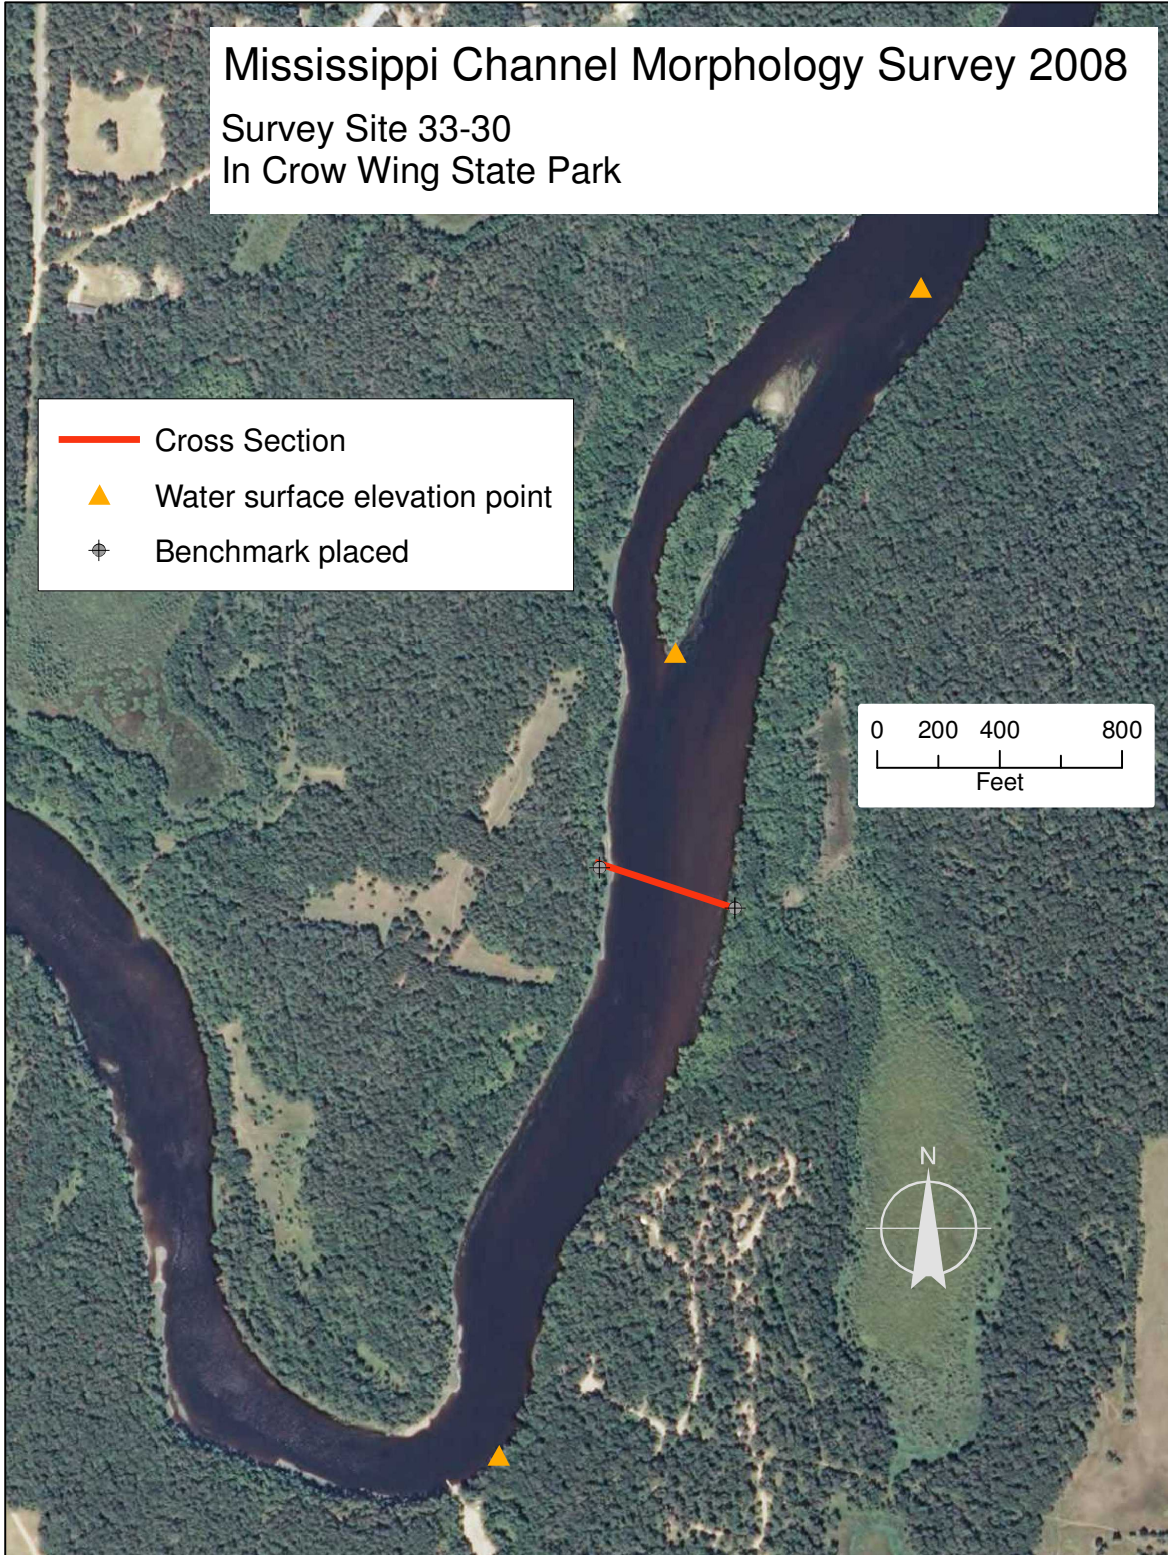 Mississippi Channel Morphology Survey 2008
Survey Site 33-30
In Crow Wing State Park
Cross Section
Water surface elevation point
Benchmark placed
0 200 400 800
Feet
N